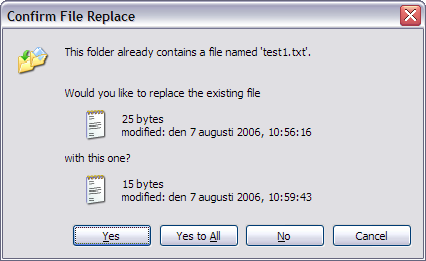 Confirm File Replace
This folder already contains a file named 'test1.txt'.
Would you like to replace the existing file
25 bytes
modified: den 7 augusti 2006, 10:56:16
with this one?
15 bytes
modified: den 7 augusti 2006, 10:59:43
Yes
Yes to All
No
Cancel